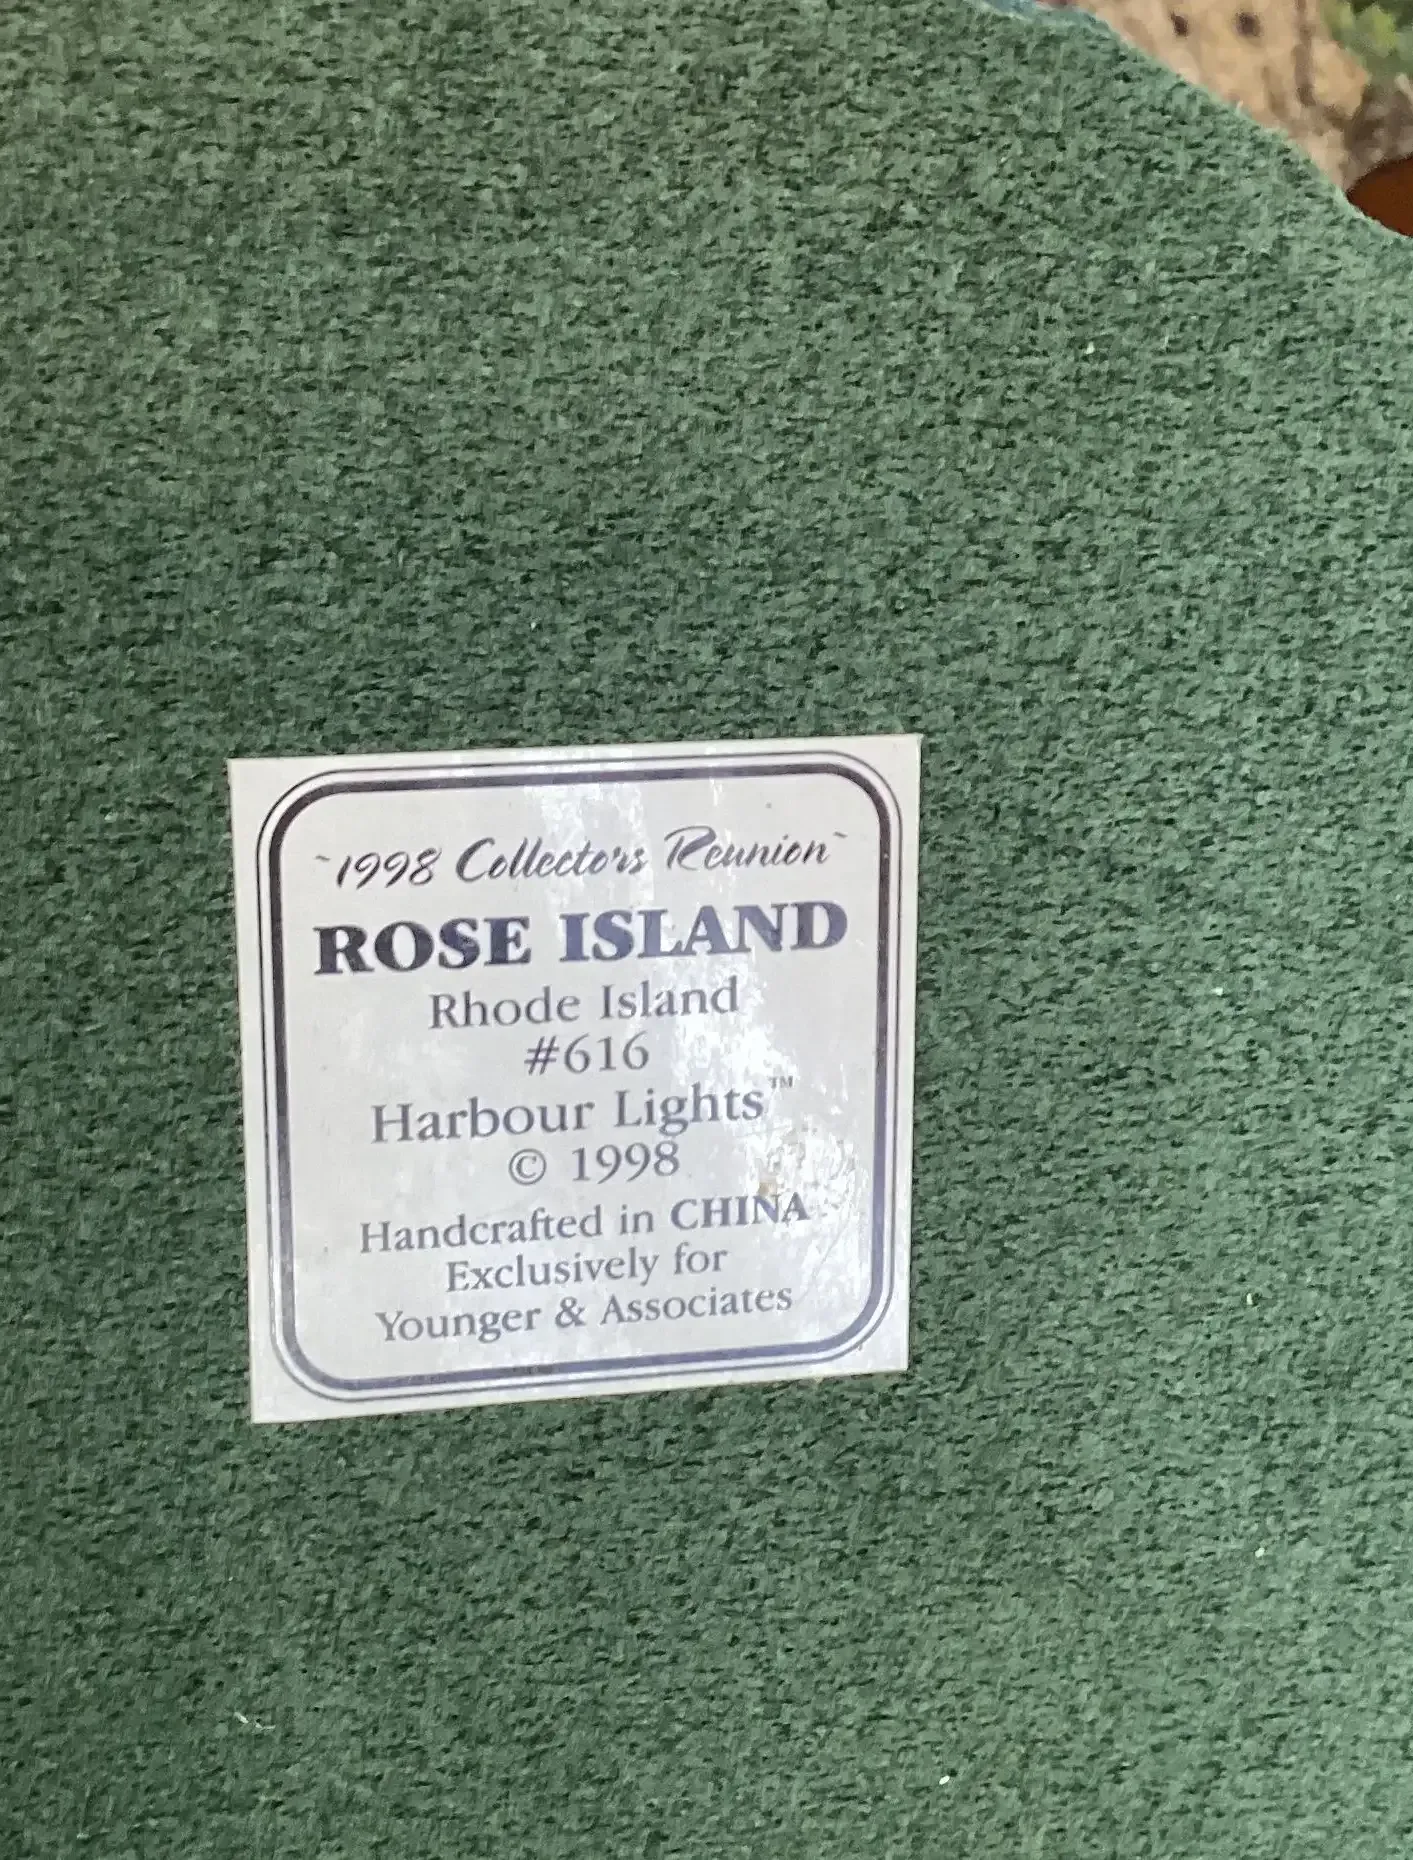 ~1998 Collectors Reunion~
ROSE ISLAND
Rhode Island
#616
Harbour Lights™
© 1998
Handcrafted in CHINA
Exclusively for
Younger & Associates